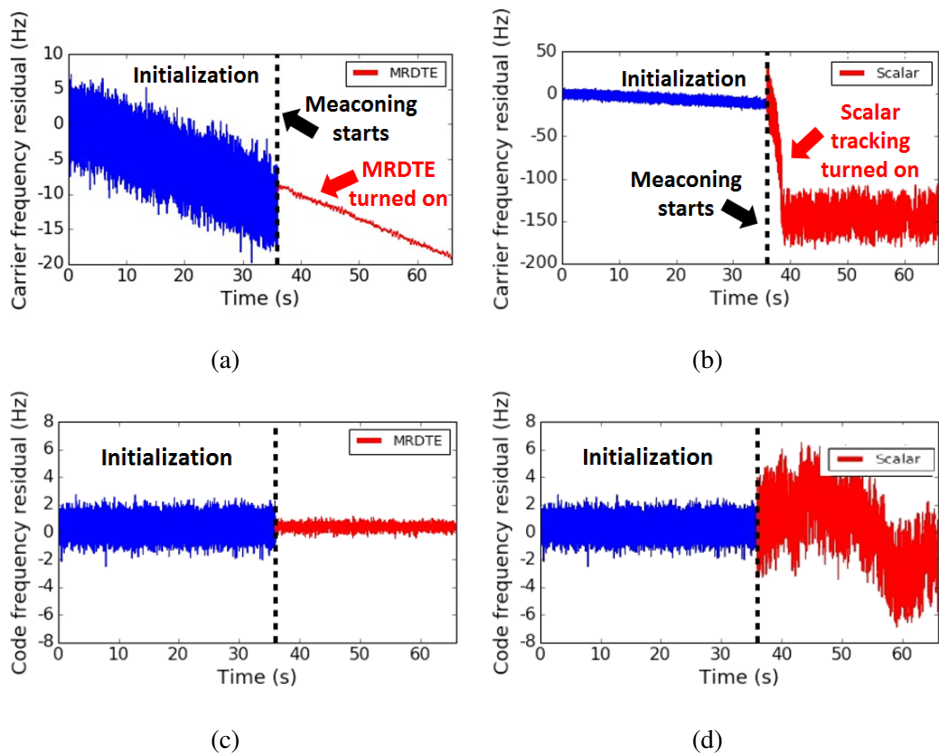 Carrier frequency residual (Hz)
10
5
0
-5
-10
-15
-20
0 10 20 30 40 50 60
Time (s)
Initialization
MRDTE
Meaconing
starts
MRDTE
turned on
(a)
Carrier frequency residual (Hz)
50
0
-50
-100
-150
-200
0 10 20 30 40 50 60
Time (s)
Initialization
Scalar
Scalar
tracking
turned on
Meaconing
starts
(b)
Code frequency residual (Hz)
8
6
4
2
0
-2
-4
-6
-8
0 10 20 30 40 50 60
Time (s)
Initialization
MRDTE
(c)
Code frequency residual (Hz)
8
6
4
2
0
-2
-4
-6
-8
0 10 20 30 40 50 60
Time (s)
Initialization
Scalar
(d)